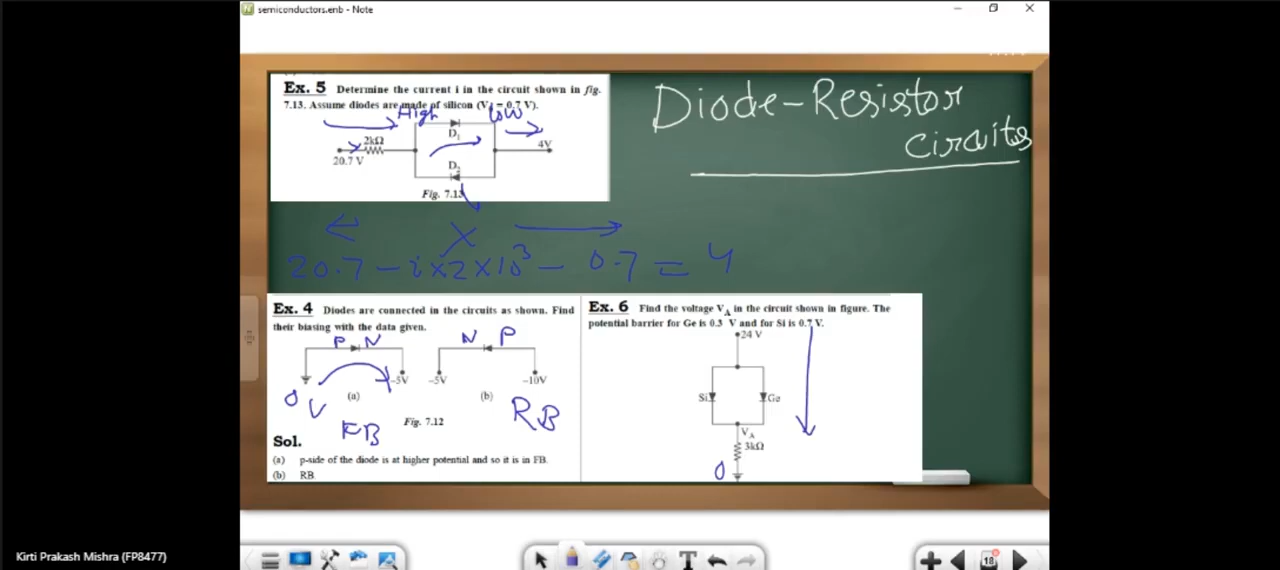 semiconductors.enb - Note
Diode-Resistor
circuits
Ex. 5 Determine the current i in the circuit shown in fig.
7.13. Assume diodes are made of silicon (V = 0.7 V).
High
Low
D₁
2kΩ
20.7 V
4V
D₂
Fig. 7.13
X
20.7 - i×2×10³ - 0.7 = 4
Ex. 4 Diodes are connected in the circuits as shown. Find
their biasing with the data given.
P N
N P
-5V
-5V
-10V
0 V
(a)
(b)
FB
RB
Fig. 7.12
Sol.
(a) p-side of the diode is at higher potential and so it is in FB.
(b) RB.
Ex. 6 Find the voltage V_A in the circuit shown in figure. The
potential barrier for Ge is 0.3 V and for Si is 0.7 V.
24 V
Si
Ge
V_A
3kΩ
0
Kirti Prakash Mishra (FP8477)
T
18